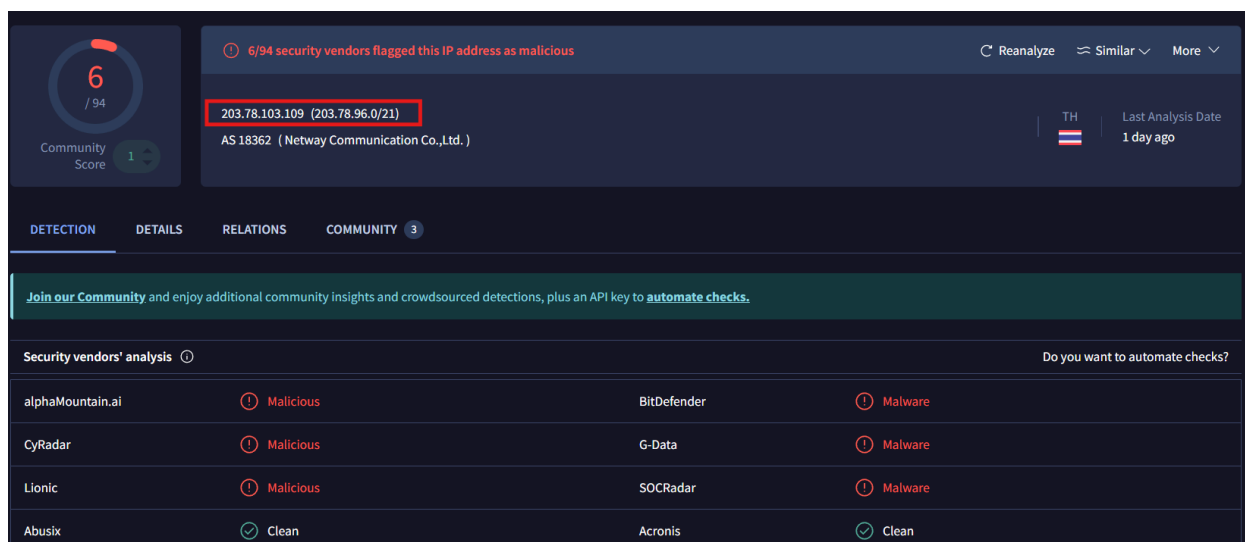 6
/ 94
Community
Score
1
6/94 security vendors flagged this IP address as malicious
Reanalyze
Similar
More
203.78.103.109 (203.78.96.0/21)
AS 18362 ( Netway Communication Co.,Ltd. )
TH
Last Analysis Date
1 day ago
DETECTION
DETAILS
RELATIONS
COMMUNITY 3
Join our Community and enjoy additional community insights and crowdsourced detections, plus an API key to automate checks.
Security vendors' analysis
Do you want to automate checks?
alphaMountain.ai Malicious BitDefender Malware
CyRadar Malicious G-Data Malware
Lionic Malicious SOCRadar Malware
Abusix Clean Acronis Clean